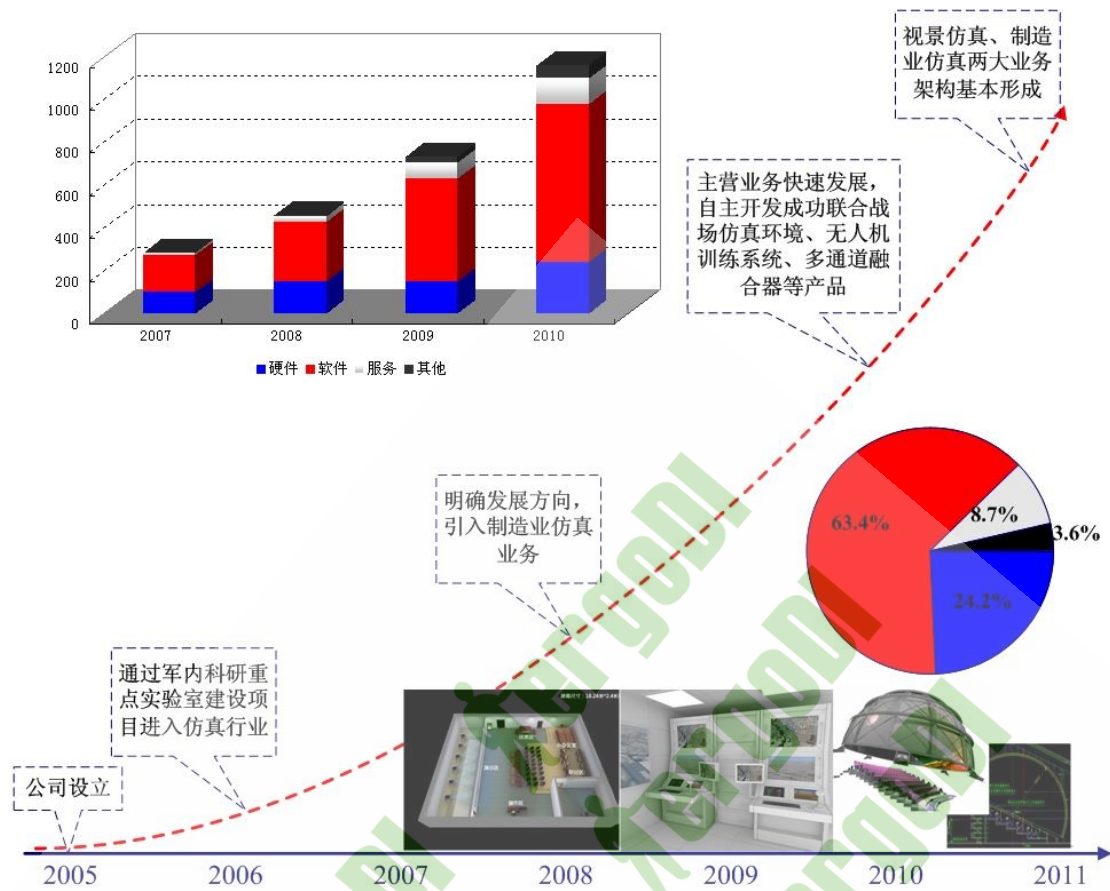 视景仿真、制造
业仿真两大业务
架构基本形成
1200
1000
800
600
400
200
0
2007
2008
2009
2010
硬件 软件 服务 其他
主营业务快速发展，
自主开发成功联合战
场仿真环境、无人机
训练系统、多通道融
合器等产品
明确发展方向，
引入制造业仿真
业务
63.4%
8.7%
3.6%
24.2%
通过军内科研重
点实验室建设项
目进入仿真行业
公司设立
2005
2006
2007
2008
2009
2010
2011